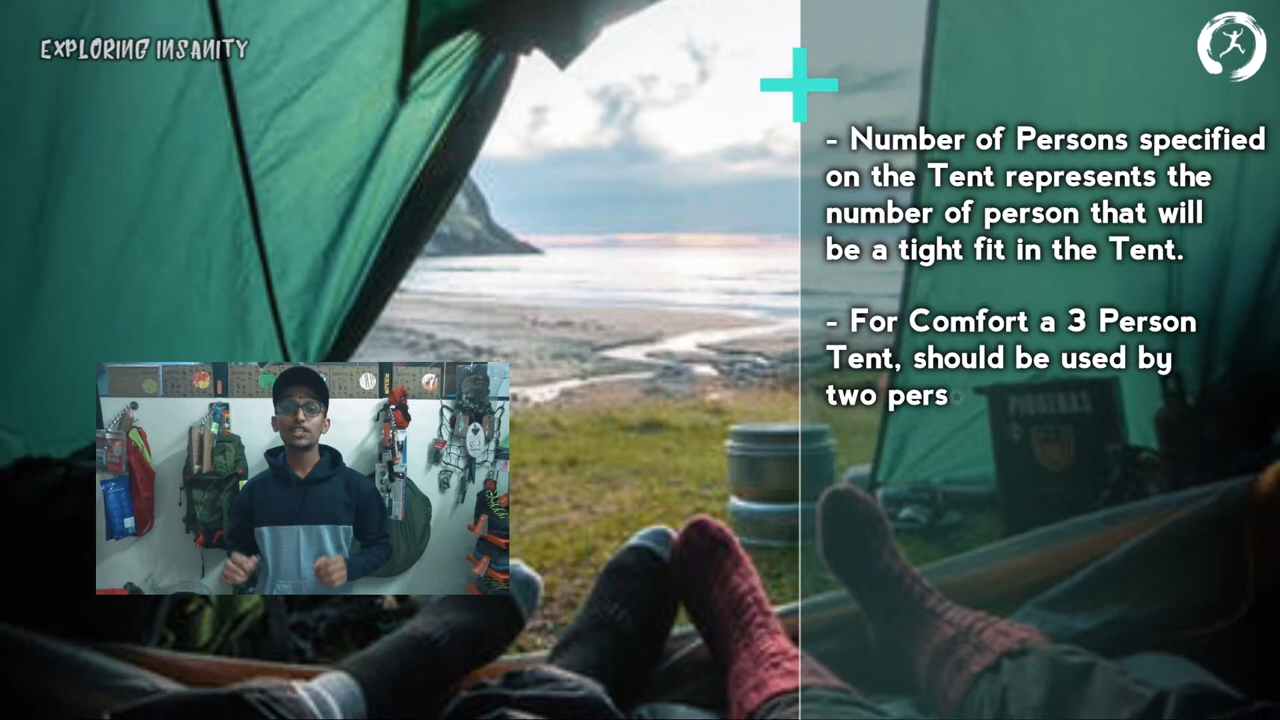 EXPLORING INSANITY
- Number of Persons specified
on the Tent represents the
number of person that will
be a tight fit in the Tent.
- For Comfort a 3 Person
Tent, should be used by
two perso